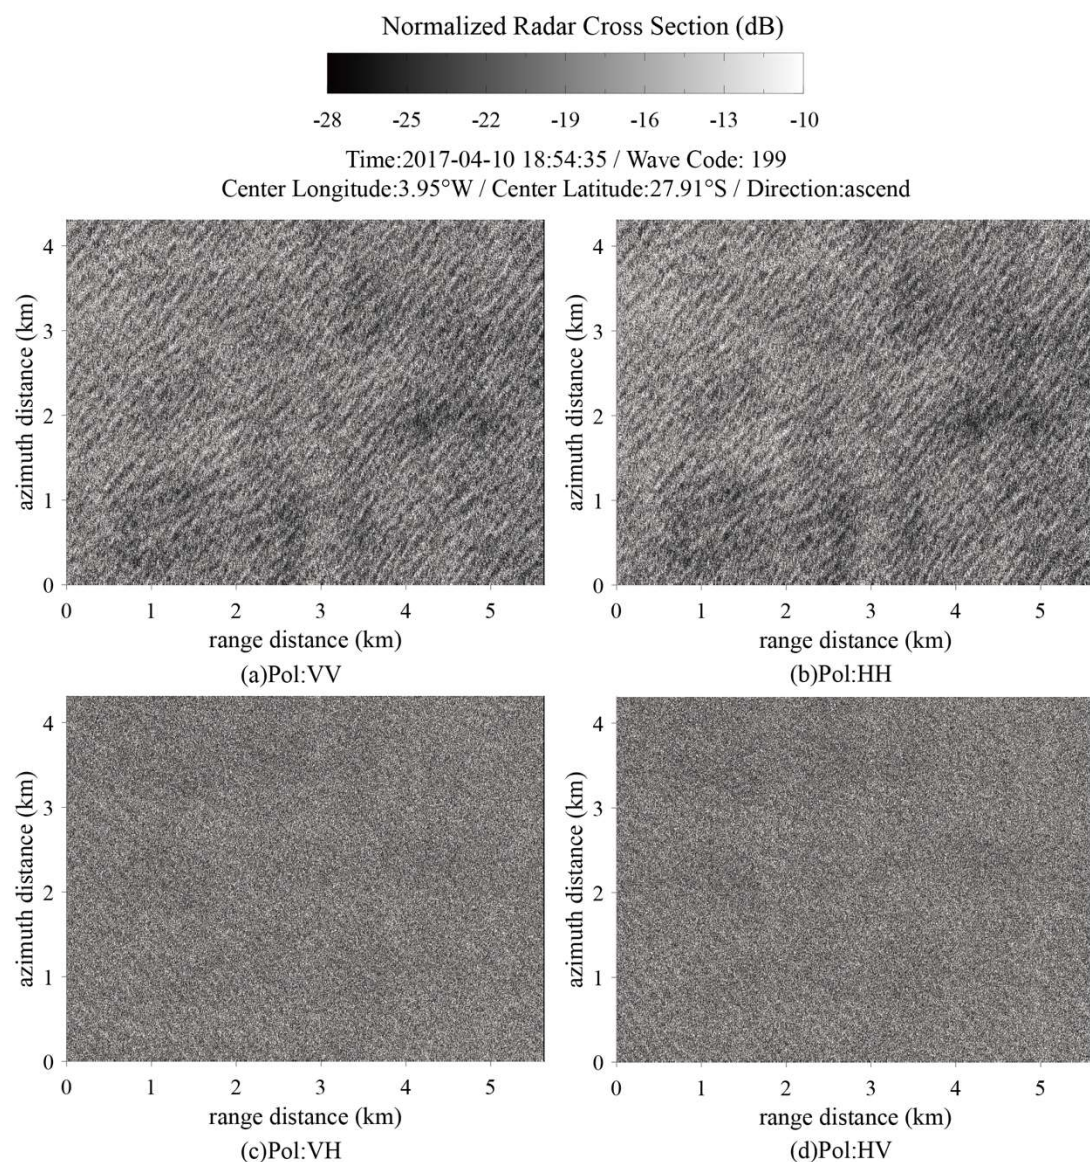 Normalized Radar Cross Section (dB)
-28 -25 -22 -19 -16 -13 -10
Time:2017-04-10 18:54:35 / Wave Code: 199
Center Longitude:3.95°W / Center Latitude:27.91°S / Direction:ascend
azimuth distance (km)
4
3
2
1
0
0 1 2 3 4 5
range distance (km)
(a)Pol:VV
azimuth distance (km)
4
3
2
1
0
0 1 2 3 4 5
range distance (km)
(b)Pol:HH
azimuth distance (km)
4
3
2
1
0
0 1 2 3 4 5
range distance (km)
(c)Pol:VH
azimuth distance (km)
4
3
2
1
0
0 1 2 3 4 5
range distance (km)
(d)Pol:HV